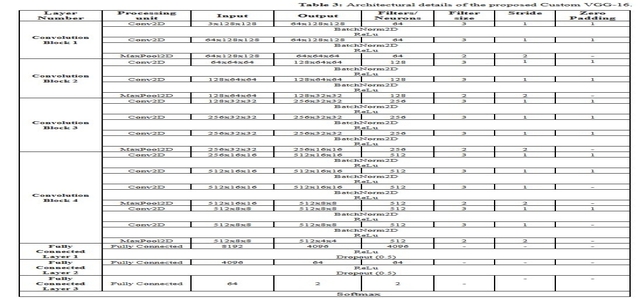 Table 3: Architectural details of the proposed Custom VGG-16.
Layer Number Processing unit Input Output Filters/ Neurons Filter size Stride Zero Padding
Convolution Block 1
Conv2D 3x128x128 64x128x128 64 3 1 1
BatchNorm2D
ReLu
Conv2D 64x128x128 64x128x128 64 3 1 1
BatchNorm2D
ReLu
MaxPool2D 64x128x128 64x64x64 64 2 2 -
Convolution Block 2
Conv2D 64x64x64 128x64x64 128 3 1 1
BatchNorm2D
ReLu
Conv2D 128x64x64 128x64x64 128 3 1 1
BatchNorm2D
ReLu
MaxPool2D 128x64x64 128x32x32 128 2 2 -
Convolution Block 3
Conv2D 128x32x32 256x32x32 256 3 1 1
BatchNorm2D
ReLu
Conv2D 256x32x32 256x32x32 256 3 1 1
BatchNorm2D
ReLu
Conv2D 256x32x32 256x32x32 256 3 1 1
BatchNorm2D
ReLu
MaxPool2D 256x32x32 256x16x16 256 2 2 -
Convolution Block 4
Conv2D 256x16x16 512x16x16 512 3 1 1
BatchNorm2D
ReLu
Conv2D 512x16x16 512x16x16 512 3 1 1
BatchNorm2D
ReLu
Conv2D 512x16x16 512x16x16 512 3 1 -
BatchNorm2D
ReLu
MaxPool2D 512x16x16 512x8x8 512 2 2 -
Conv2D 512x8x8 512x8x8 512 3 1 1
BatchNorm2D
ReLu
Conv2D 512x8x8 512x8x8 512 3 1 -
BatchNorm2D
ReLu
MaxPool2D 512x8x8 512x4x4 512 2 2 -
Fully Connected Layer 1 Fully Connected 8192 4096 4096 - - -
ReLu
Dropout (0.5)
Fully Connected Layer 2 Fully Connected 4096 64 64 - - -
ReLu
Dropout (0.5)
Fully Connected Layer 3 Fully Connected 64 2 2 - - -
Softmax